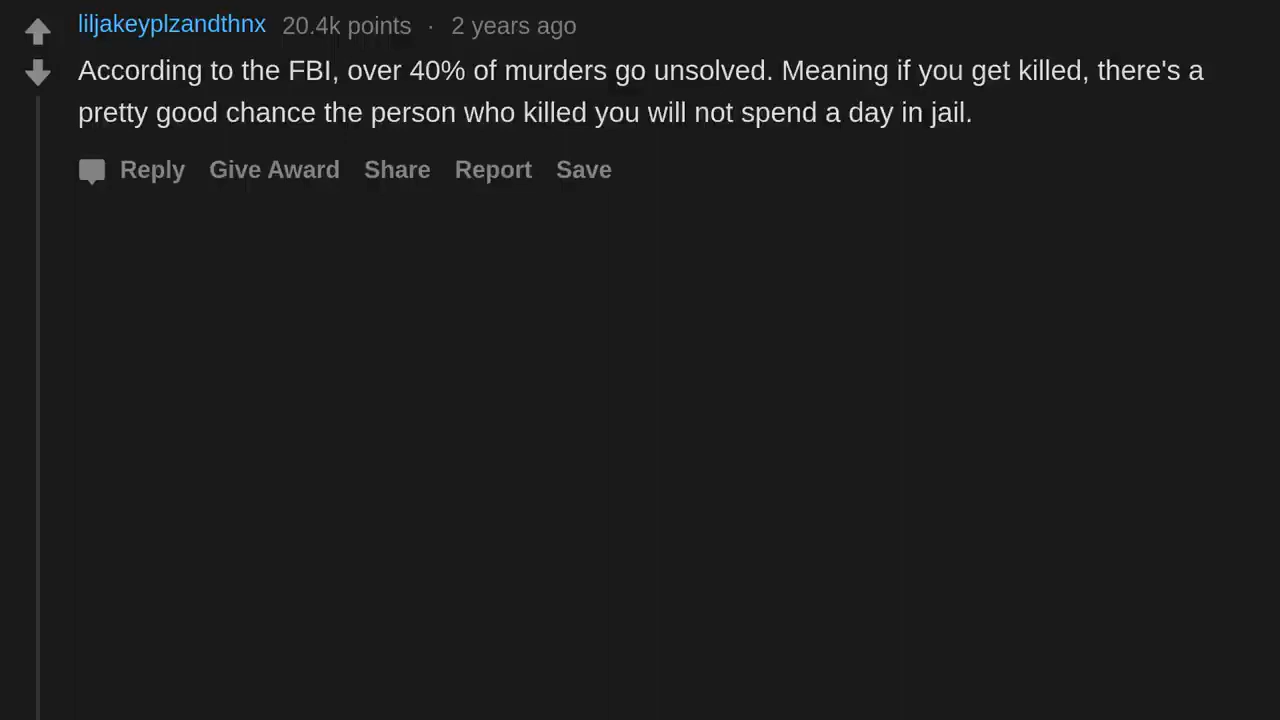 liljakeyplzandthnx 20.4k points · 2 years ago
According to the FBI, over 40% of murders go unsolved. Meaning if you get killed, there's a
pretty good chance the person who killed you will not spend a day in jail.
Reply Give Award Share Report Save